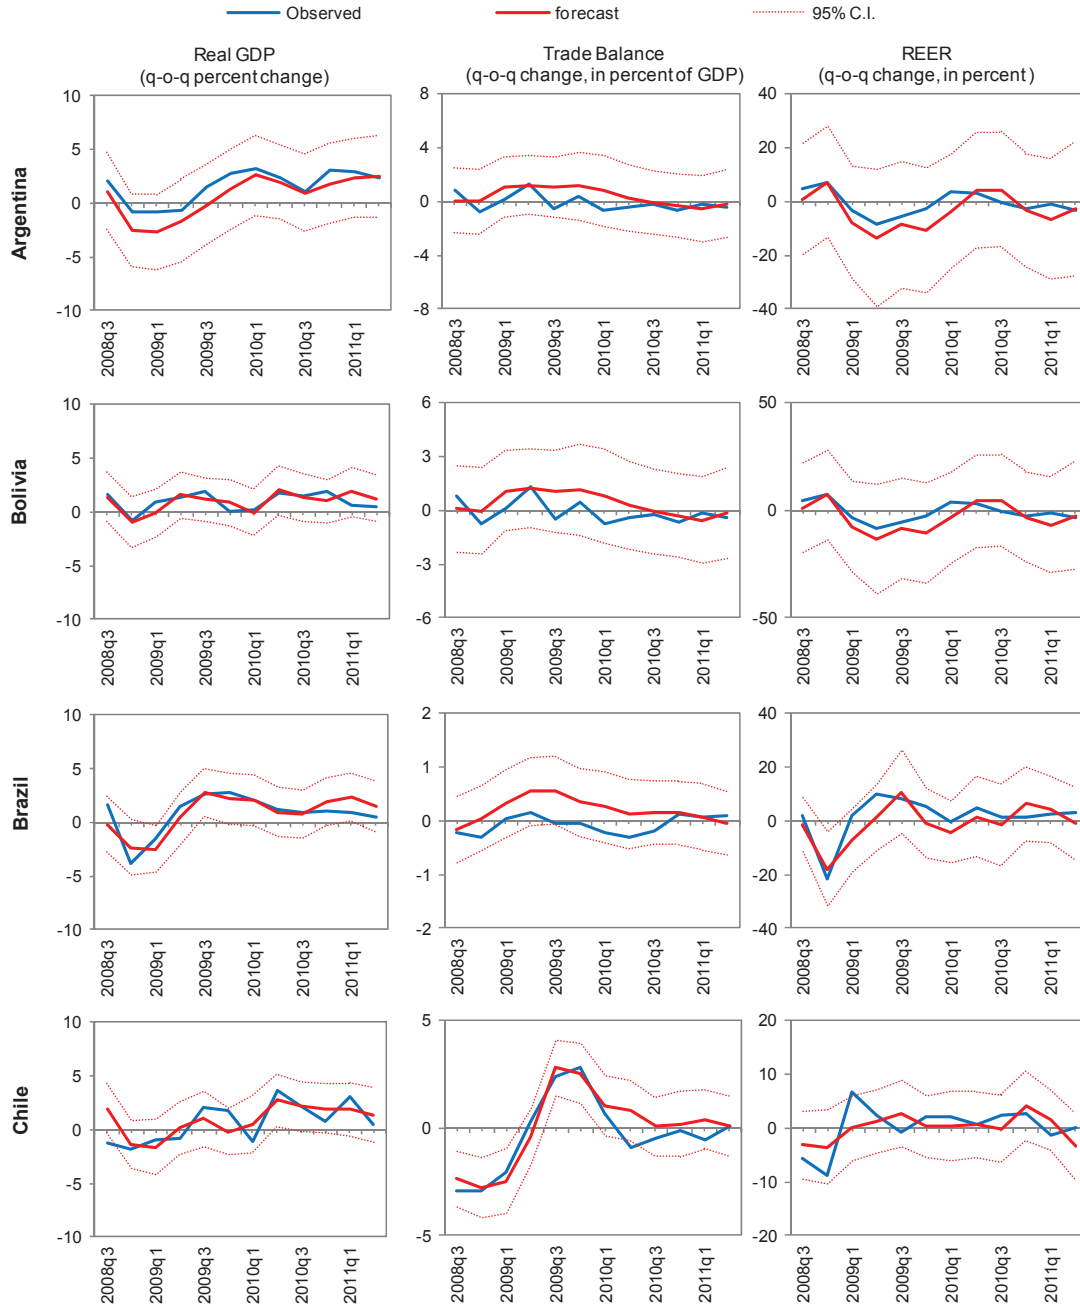 Observed forecast 95% C.I.
Real GDP
(q-o-q percent change)
Trade Balance
(q-o-q change, in percent of GDP)
REER
(q-o-q change, in percent )
Argentina
10
5
0
-5
-10
2008q3 2009q1 2009q3 2010q1 2010q3 2011q1
8
4
0
-4
-8
2008q3 2009q1 2009q3 2010q1 2010q3 2011q1
40
20
0
-20
-40
2008q3 2009q1 2009q3 2010q1 2010q3 2011q1
Bolivia
10
5
0
-5
-10
2008q3 2009q1 2009q3 2010q1 2010q3 2011q1
6
3
0
-3
-6
2008q3 2009q1 2009q3 2010q1 2010q3 2011q1
50
0
-50
2008q3 2009q1 2009q3 2010q1 2010q3 2011q1
Brazil
10
5
0
-5
-10
2008q3 2009q1 2009q3 2010q1 2010q3 2011q1
2
1
0
-1
-2
2008q3 2009q1 2009q3 2010q1 2010q3 2011q1
40
20
0
-20
-40
2008q3 2009q1 2009q3 2010q1 2010q3 2011q1
Chile
10
5
0
-5
-10
2008q3 2009q1 2009q3 2010q1 2010q3 2011q1
5
0
-5
2008q3 2009q1 2009q3 2010q1 2010q3 2011q1
20
10
0
-10
-20
2008q3 2009q1 2009q3 2010q1 2010q3 2011q1